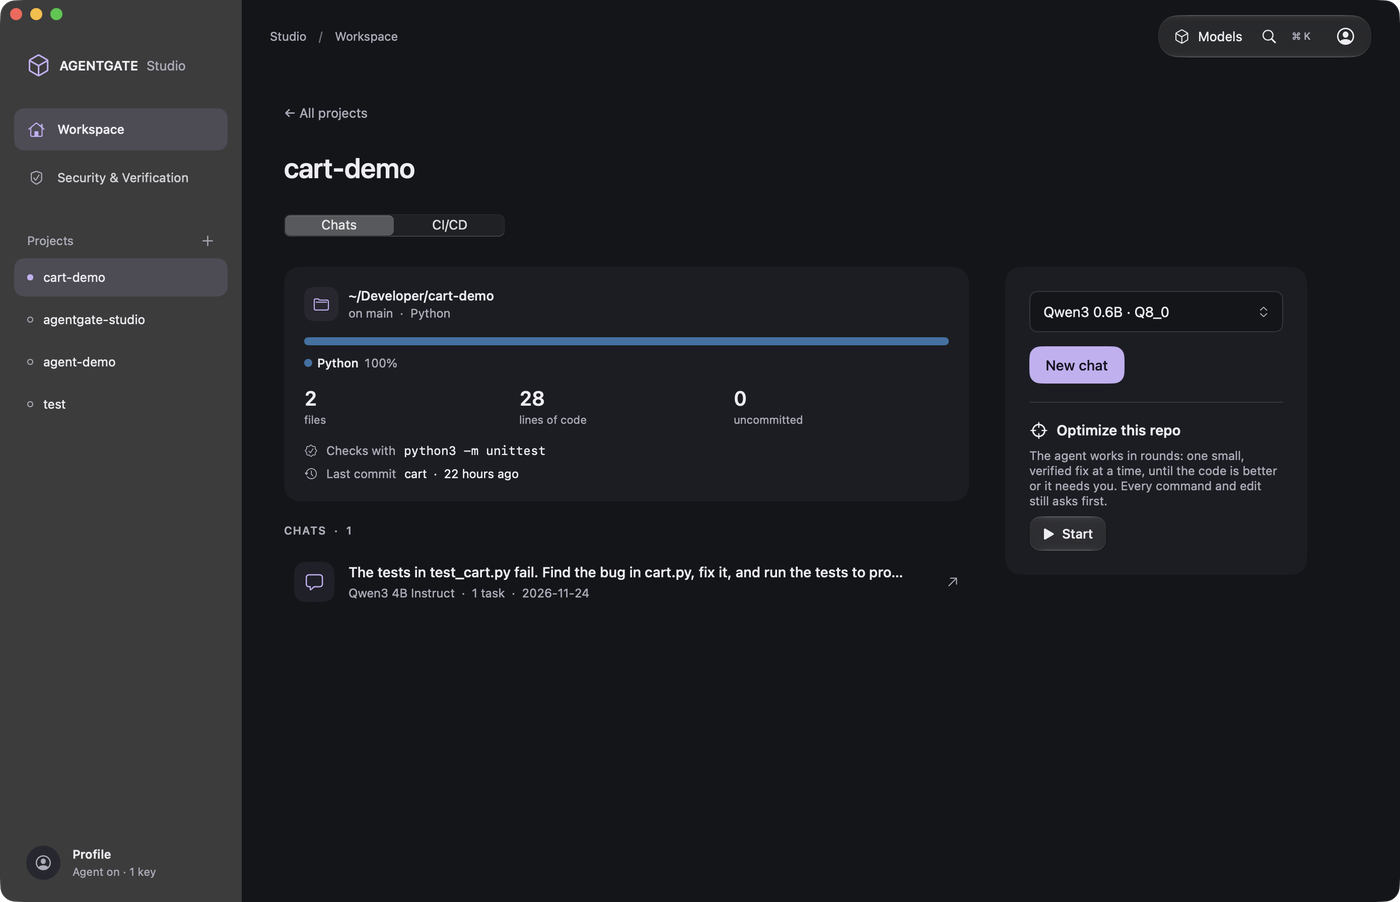 AGENTGATE Studio
Workspace
Security & Verification
Projects
cart-demo
agentgate-studio
agent-demo
test
Profile
Agent on · 1 key
Studio / Workspace
Models
⌘ K
← All projects
cart-demo
Chats
CI/CD
~/Developer/cart-demo
on main · Python
Python 100%
2
files
28
lines of code
0
uncommitted
Checks with python3 -m unittest
Last commit cart · 22 hours ago
CHATS · 1
The tests in test_cart.py fail. Find the bug in cart.py, fix it, and run the tests to pro...
Qwen3 4B Instruct · 1 task · 2026-11-24
Qwen3 0.6B · Q8_0
New chat
Optimize this repo
The agent works in rounds: one small,
verified fix at a time, until the code is better
or it needs you. Every command and edit
still asks first.
Start